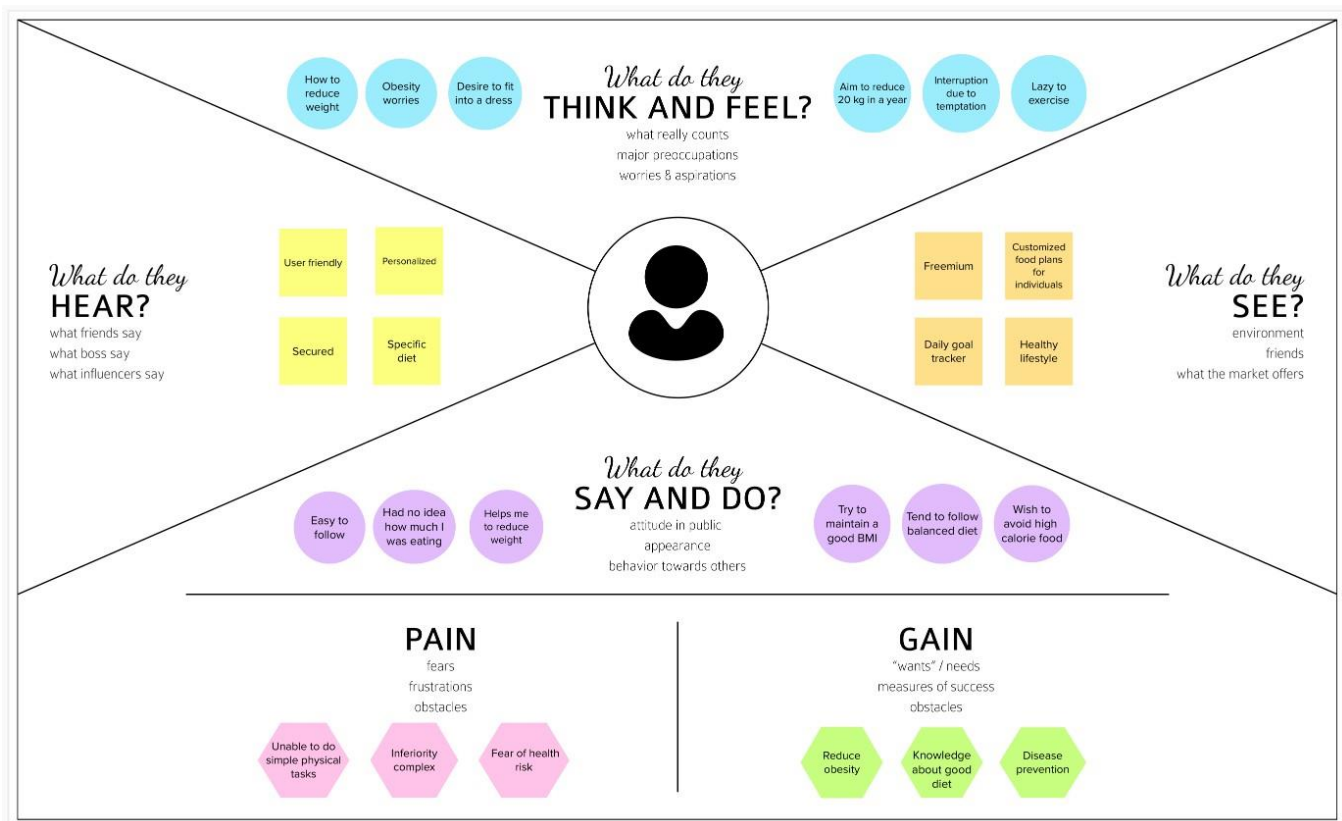 What do they
THINK AND FEEL?
what really counts
major preoccupations
worries & aspirations
How to
reduce
weight
Obesity
worries
Desire to fit
into a dress
Aim to reduce
20 kg in a year
Interruption
due to
temptation
Lazy to
exercise
What do they
HEAR?
what friends say
what boss say
what influencers say
User friendly
Personalized
Secured
Specific
diet
Freemium
Customized
food plans
for
individuals
Daily goal
tracker
Healthy
lifestyle
What do they
SEE?
environment
friends
what the market offers
What do they
SAY AND DO?
attitude in public
appearance
behavior towards others
Easy to
follow
Had no idea
how much I
was eating
Helps me
to reduce
weight
Try to
maintain a
good BMI
Tend to follow
balanced diet
Wish to
avoid high
calorie food
PAIN
fears
frustrations
obstacles
Unable to do
simple physical
tasks
Inferiority
complex
Fear of health
risk
GAIN
"wants" / needs
measures of success
obstacles
Reduce
obesity
Knowledge
about good
diet
Disease
prevention